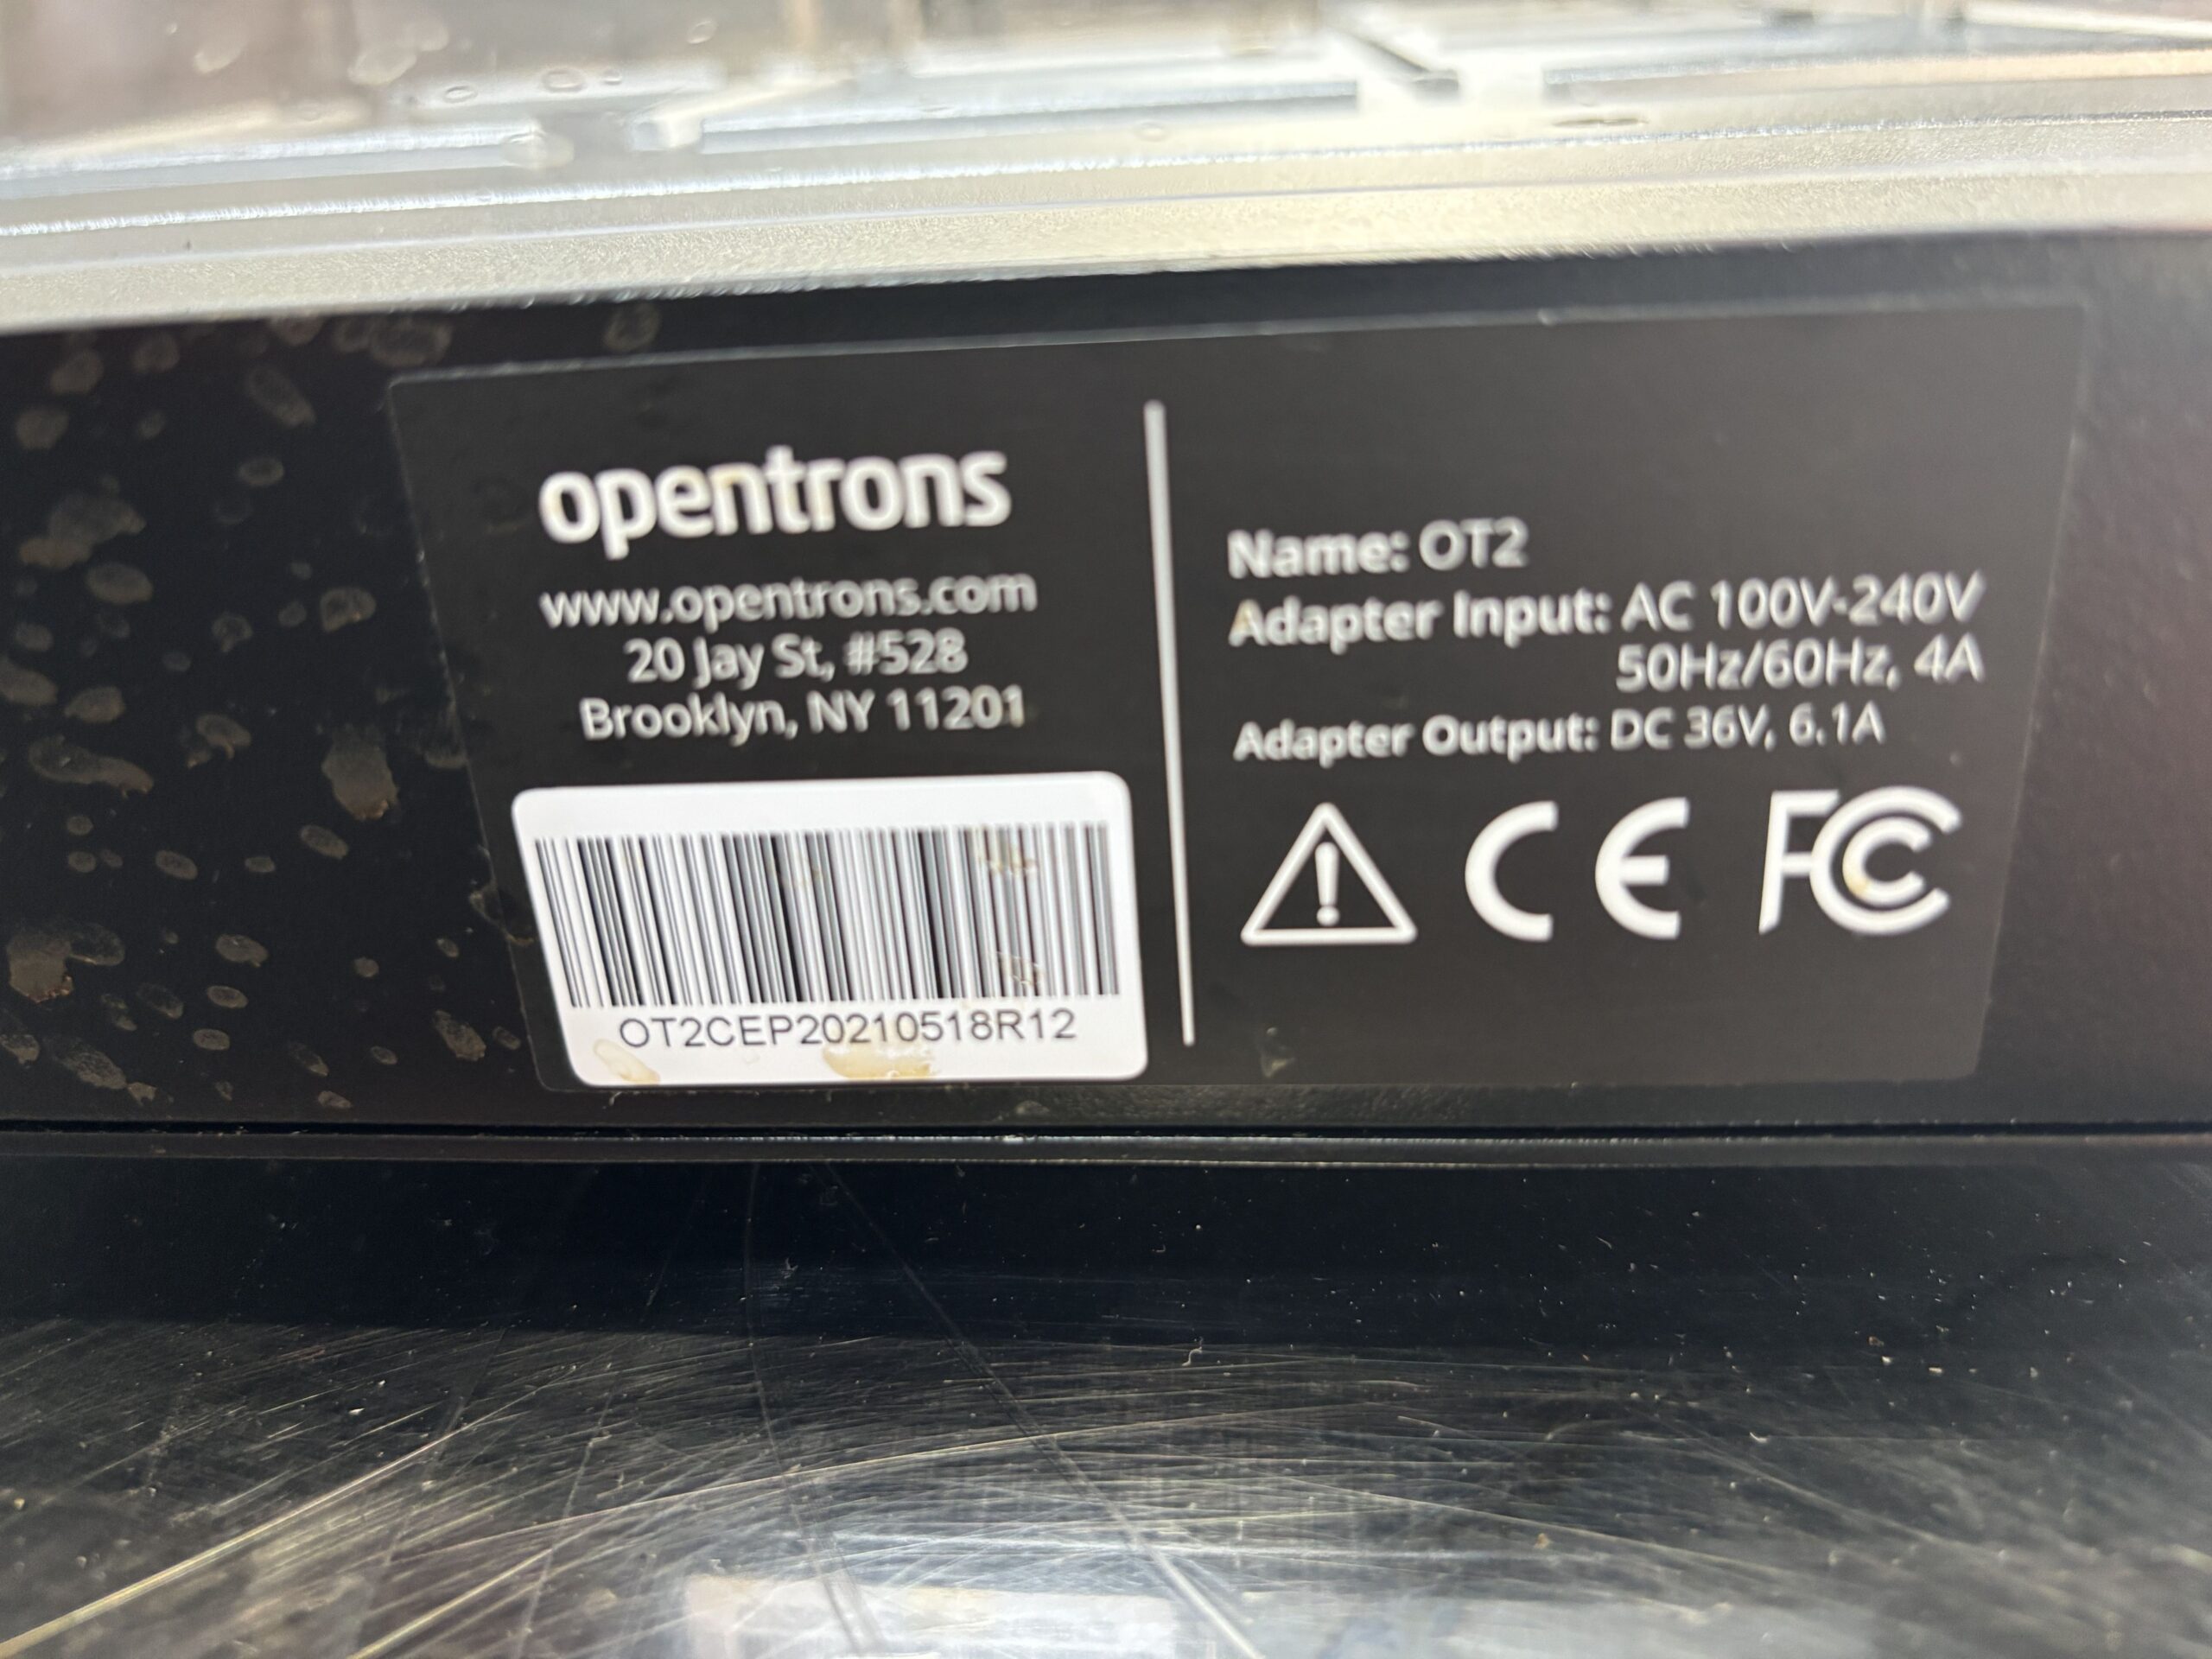 opentrons
www.opentrons.com
20 Jay St, #528
Brooklyn, NY 11201
OT2CEP20210518R12
Name: OT2
Adapter Input: AC 100V-240V
50Hz/60Hz, 4A
Adapter Output: DC 36V, 6.1A
CE FC